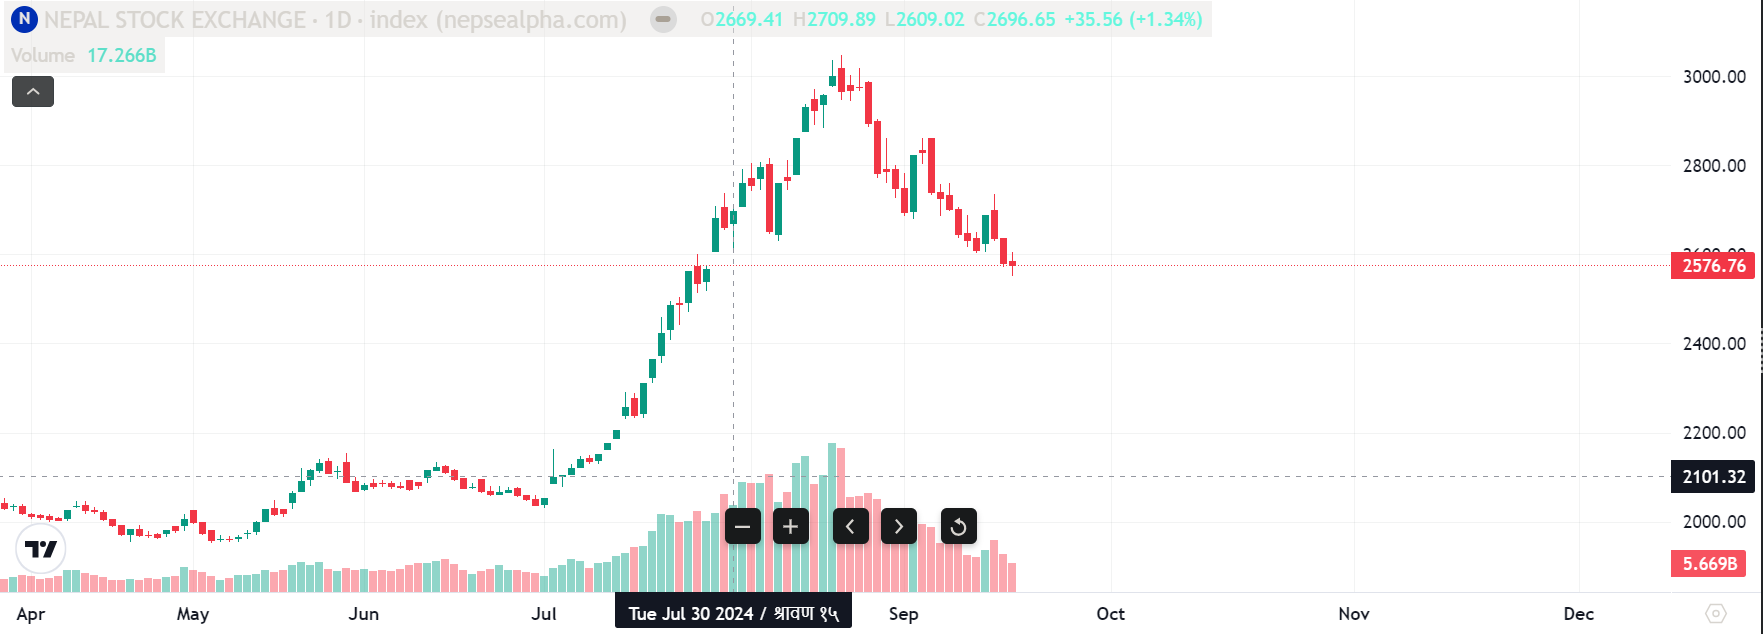 N NEPAL STOCK EXCHANGE · 1D · index (nepsealpha.com) O2669.41 H2709.89 L2609.02 C2696.65 +35.56 (+1.34%)
Volume 17.266B
3000.00
2800.00
2600.00
2576.76
2400.00
2200.00
2101.32
2000.00
5.669B
Apr May Jun Jul Tue Jul 30 2024 / श्रावण १५ Sep Oct Nov Dec